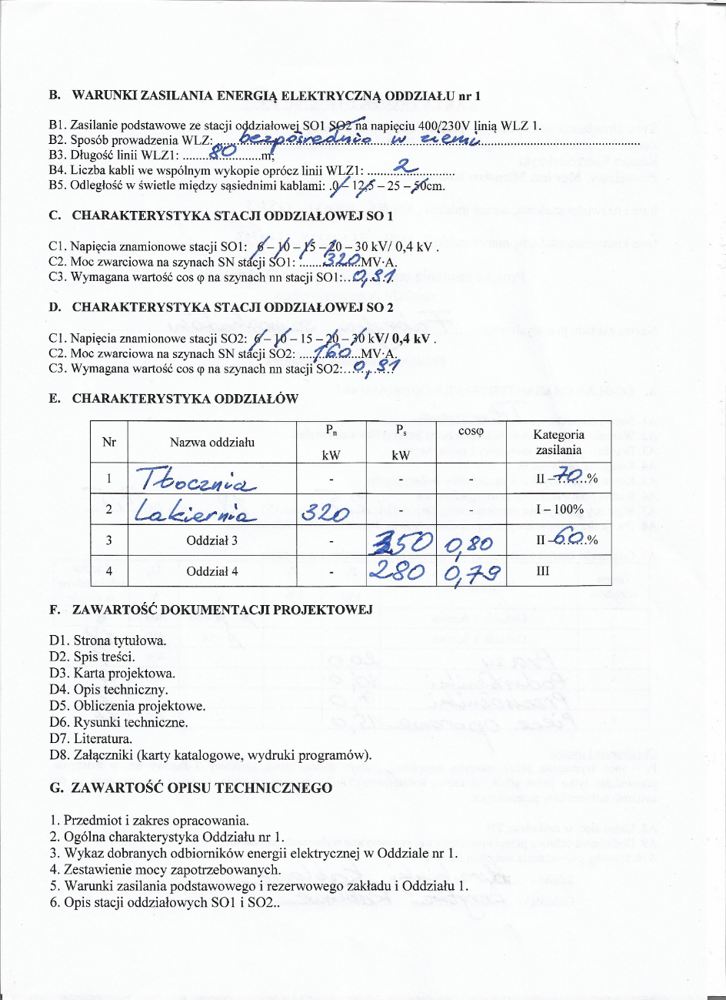 B. WARUNKI ZASILANIA ENERGIĄ ELEKTRYCZNĄ ODDZIAŁU nr 1
B1. Zasilanie podstawowe ze stacji oddziałowej SO1 SO2 na napięciu 400/230V linią WLZ 1.
B2. Sposób prowadzenia WLZ: bezpośrednio w ziemi
B3. Długość linii WLZ1: ........80............m,
B4. Liczba kabli we wspólnym wykopie oprócz linii WLZ1: .........2...........
B5. Odległość w świetle między sąsiednimi kablami: .0 – 12,5 – 25 – 50cm.
C. CHARAKTERYSTYKA STACJI ODDZIAŁOWEJ SO 1
C1. Napięcia znamionowe stacji SO1: 6 – 10 – 15 – 20 – 30 kV/ 0,4 kV .
C2. Moc zwarciowa na szynach SN stacji SO1 : .......320...MV·A.
C3. Wymagana wartość cos φ na szynach nn stacji SO1:..0,91.
D. CHARAKTERYSTYKA STACJI ODDZIAŁOWEJ SO 2
C1. Napięcia znamionowe stacji SO2: 6 – 10 – 15 – 20 – 30 kV/ 0,4 kV .
C2. Moc zwarciowa na szynach SN stacji SO2: ....160...MV·A.
C3. Wymagana wartość cos φ na szynach nn stacji SO2:..0,91
E. CHARAKTERYSTYKA ODDZIAŁÓW
Nr Nazwa oddziału Pn kW Ps kW cosφ Kategoria zasilania
1 Tłocznia - - - II – 70 %
2 Lakiernia 320 - - I – 100%
3 Oddział 3 - 350 0,80 II – 60 %
4 Oddział 4 - 280 0,79 III
F. ZAWARTOŚĆ DOKUMENTACJI PROJEKTOWEJ
D1. Strona tytułowa.
D2. Spis treści.
D3. Karta projektowa.
D4. Opis techniczny.
D5. Obliczenia projektowe.
D6. Rysunki techniczne.
D7. Literatura.
D8. Załączniki (karty katalogowe, wydruki programów).
G. ZAWARTOŚĆ OPISU TECHNICZNEGO
1. Przedmiot i zakres opracowania.
2. Ogólna charakterystyka Oddziału nr 1.
3. Wykaz dobranych odbiorników energii elektrycznej w Oddziale nr 1.
4. Zestawienie mocy zapotrzebowanych.
5. Warunki zasilania podstawowego i rezerwowego zakładu i Oddziału 1.
6. Opis stacji oddziałowych SO1 i SO2..